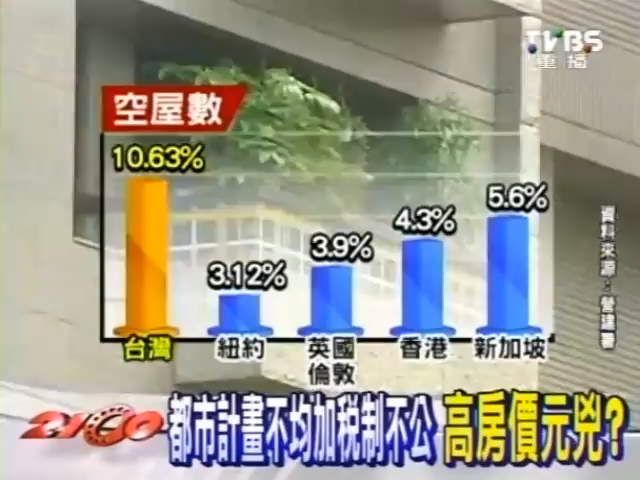 TVBS
重播
空屋數
10.63%
3.12%
3.9%
4.3%
5.6%
台灣
紐約
英國
倫敦
香港
新加坡
資料來源：營建署
2100
都市計畫不均加稅制不公 高房價元兇?